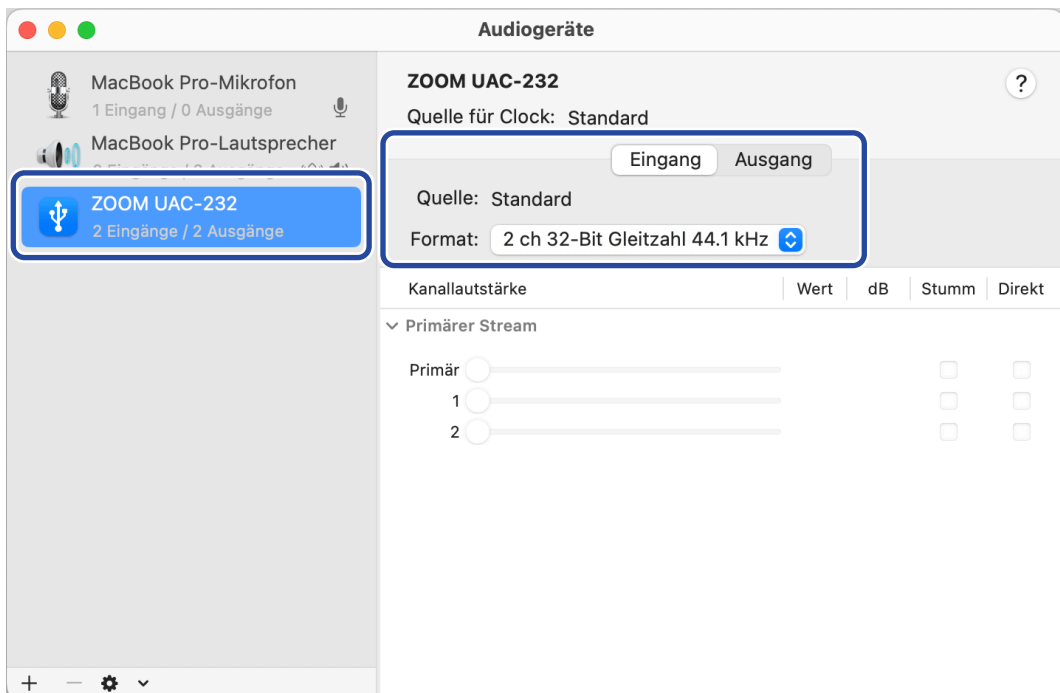 Audiogeräte
MacBook Pro-Mikrofon
1 Eingang / 0 Ausgänge
MacBook Pro-Lautsprecher
ZOOM UAC-232
2 Eingänge / 2 Ausgänge
ZOOM UAC-232
?
Quelle für Clock: Standard
Eingang Ausgang
Quelle: Standard
Format: 2 ch 32-Bit Gleitzahl 44.1 kHz
Kanallautstärke Wert dB Stumm Direkt
Primärer Stream
Primär
1
2